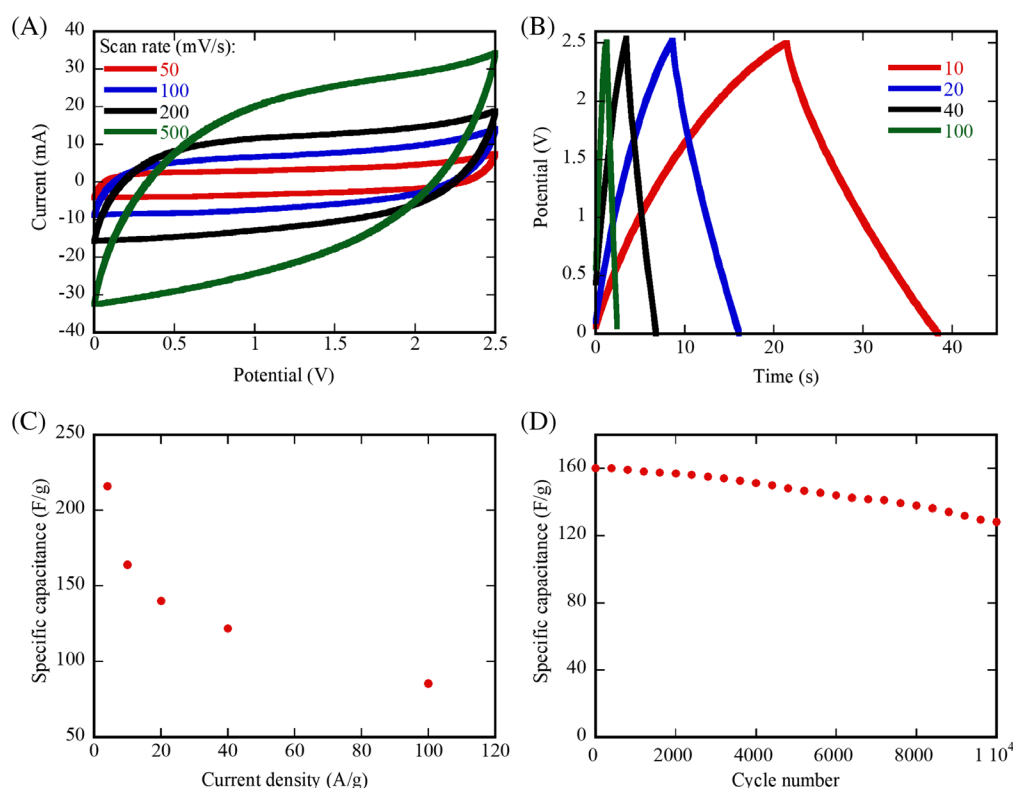 (A)
Scan rate (mV/s):
50
100
200
500
40
30
20
10
0
-10
-20
-30
-40
Current (mA)
0 0.5 1 1.5 2 2.5
Potential (V)
(B)
10
20
40
100
2.5
2
1.5
1
0.5
0
Potential (V)
0 10 20 30 40
Time (s)
(C)
250
200
150
100
50
Specific capacitance (F/g)
0 20 40 60 80 100 120
Current density (A/g)
(D)
160
120
80
40
0
Specific capacitance (F/g)
0 2000 4000 6000 8000 1 10⁴
Cycle number